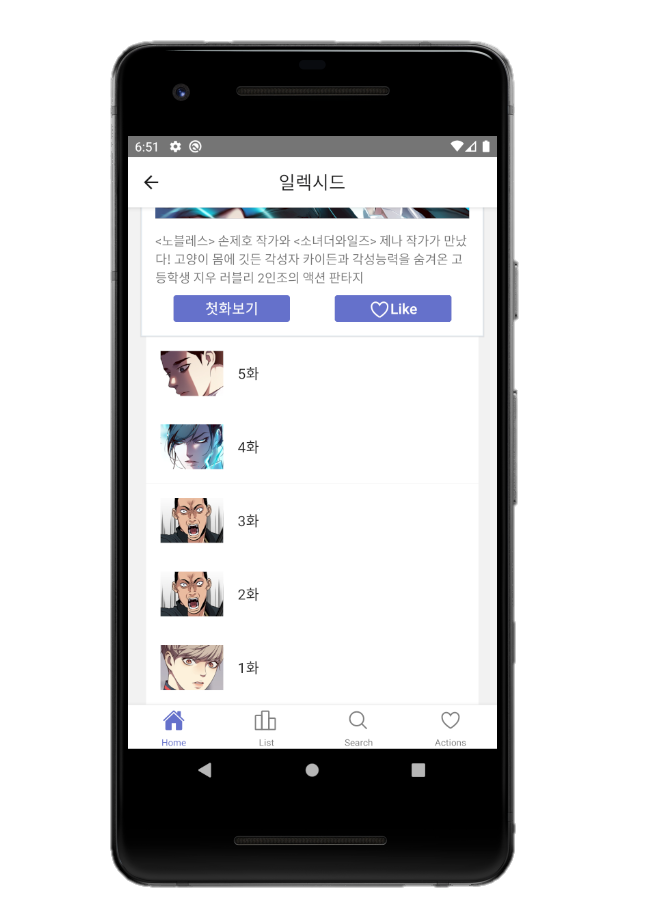 6:51
일렉시드
<노블레스> 손제호 작가와 <소녀더와일즈> 제나 작가가 만났
다! 고양이 몸에 깃든 각성자 카이든과 각성능력을 숨겨온 고
등학생 지우 러블리 2인조의 액션 판타지
첫화보기
Like
5화
4화
3화
2화
1화
Home
List
Search
Actions